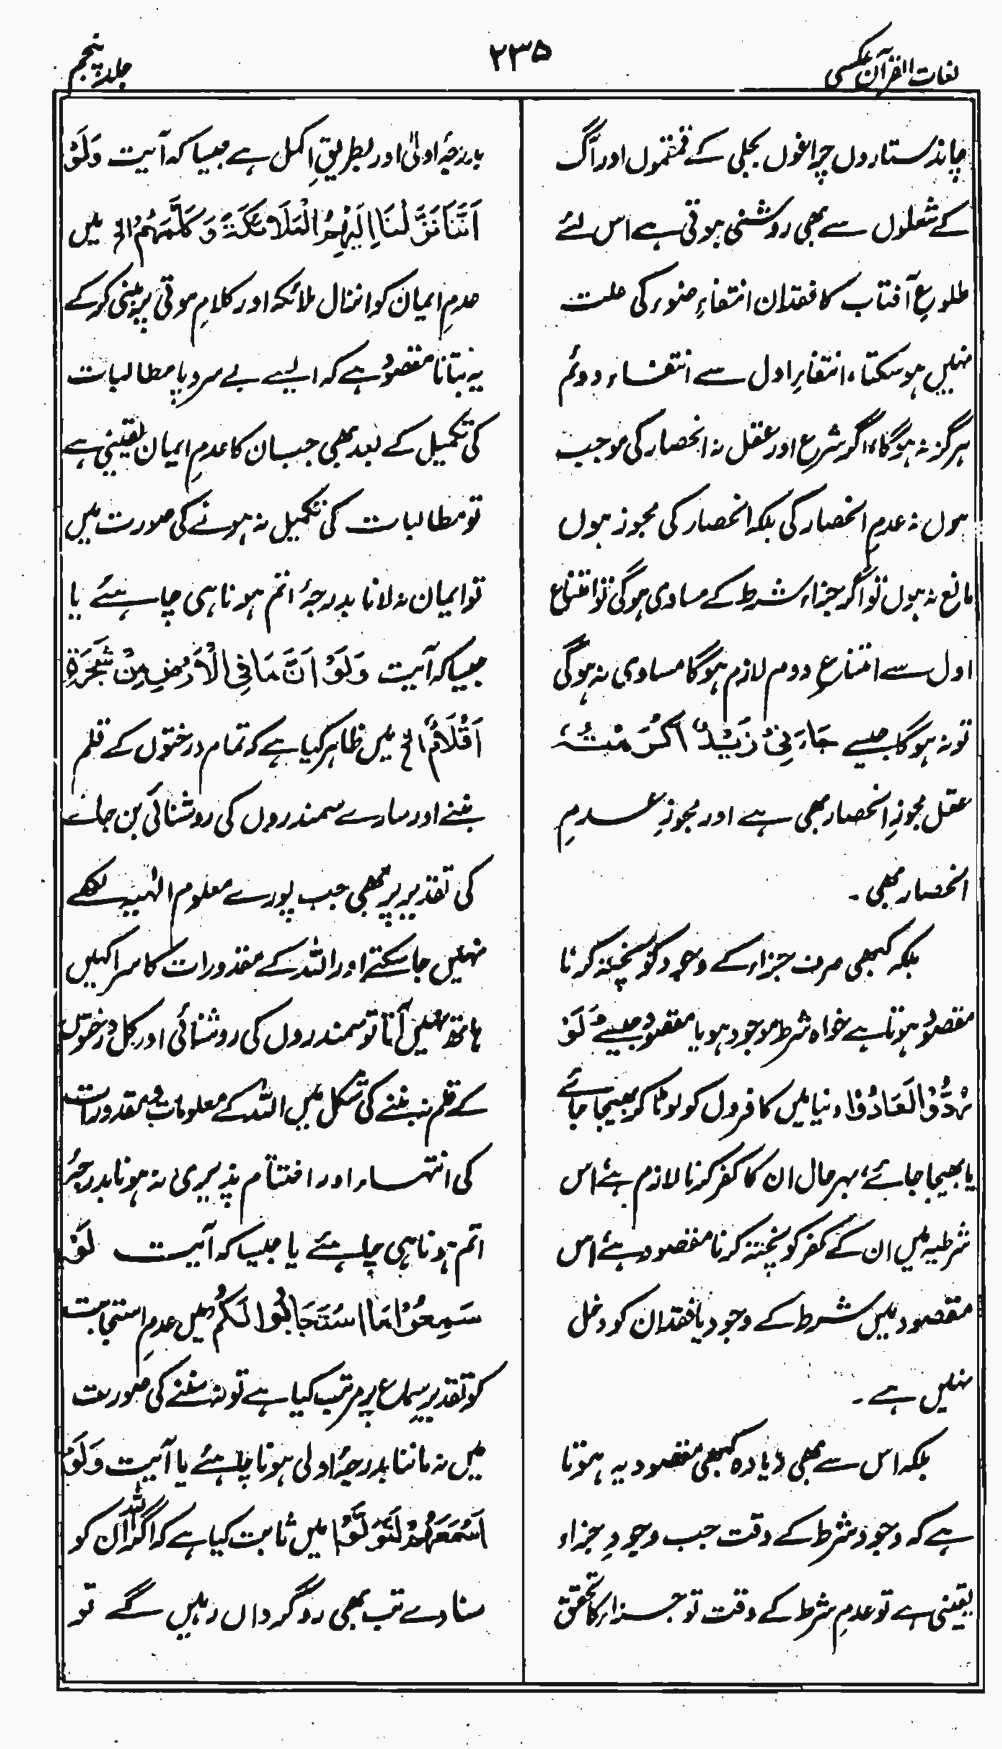 لغات القرآن عکسی
۲۳۵
جلد پنجم
چاند ستاروں چراغوں بجلی کے قمقموں اور آگ
کے شعلوں سے بھی روشنی ہوتی ہے اس لئے
طلوعِ آفتاب کا فقدان انتفاءِ ضوء کی علت
نہیں ہو سکتا، انتفاءِ اول سے انتفاء دوئم
ہرگز نہ ہوگا، اگر شرع اور عقل نہ انحصار کی موجب
ہوں نہ عدمِ انحصار کی بلکہ انحصار کی مجوز ہوں
مانع نہ ہوں تو اگر جزاء شرط کے مساوی ہوگی تو امتناع
اول سے امتناعِ دوم لازم ہوگا مساوی نہ ہوگی
تو نہ ہوگا جیسے جَاءَنِیْ زَیْدٌ اَکْرَمْتُہٗ
عقل مجوزِ انحصار بھی ہے اور مجوزِ عدمِ
انحصار بھی۔
بلکہ کبھی صرف جزاء کے وجود کو پختہ کرنا
مقصود ہوتا ہے خواہ شرط موجود ہو یا مفقود جیسے لَوْ
رُدُّوْا لَعَادُوْا دنیا میں کافروں کو لوٹا کر بھیجا جائے
یا بھیجا جائے، بہر حال ان کا کفر کرنا لازم ہے اس
شرطیہ میں ان کے کفر کو پختہ کرنا مقصود ہے اس
مقصود میں شرط کے وجود یا فقدان کو دخل
نہیں ہے۔
بلکہ اس سے بھی زیادہ کبھی مقصود یہ ہوتا
ہے کہ وجودِ شرط کے وقت جب وجودِ جزاء
یقینی ہے تو عدمِ شرط کے وقت تو جزاء کا تحقق
بدرجۂ اولیٰ اور بطریقِ اکمل ہے جیسا کہ آیت وَلَوْ
اَنَّنَا نَزَّلْنَا اِلَیْہِمُ الْمَلَائِکَۃَ وَکَلَّمَہُمُ الخ میں
عدمِ ایمان کو انزال ملائکہ اور کلامِ موتی پر مبنی کر کے
یہ بتانا مقصود ہے کہ ایسے بے سر و پا مطالبات
کی تکمیل کے بعد بھی جب ان کا عدمِ ایمان یقینی ہے
تو مطالبات کی تکمیل نہ ہونے کی صورت میں
تو ایمان نہ لانا بدرجۂ اتم ہونا ہی چاہئے یا
جیسا کہ آیت وَلَوْ اَنَّ مَا فِی الْاَرْضِ مِنْ شَجَرَۃٍ
اَقْلَامٌ الخ میں ظاہر کیا ہے کہ تمام درختوں کے قلم
بننے اور سارے سمندروں کی روشنائی بن جانے
کی تقدیر پر بھی جب پورے معلوم الٰہیہ لکھے
نہیں جا سکتے اور اللہ کے مقدورات کا سرا کہیں
ہاتھ نہیں آتا تو سمندروں کی روشنائی اور کل درختوں
کے قلم نہ بننے کی شکل میں اللہ کے معلومات و مقدورات
کی انتہاء اور اختتام پذیری نہ ہونا بدرجۂ
اتم ہونا ہی چاہئے یا جیسا کہ آیت لَوْ
سَمِعُوْا مَا اسْتَجَابُوْا لَکُمْ میں عدمِ استجابت
کو تقدیرِ سماع پر مرتب کیا ہے تو نہ سننے کی صورت
میں نہ ماننا بدرجۂ اولی ہونا چاہئے یا آیت وَلَوْ
اَسْمَعَہُمْ لَتَوَلَّوْا میں ثابت کیا ہے کہ اگر اللہ ان کو
سنا دے تب بھی روگرداں رہیں گے تو